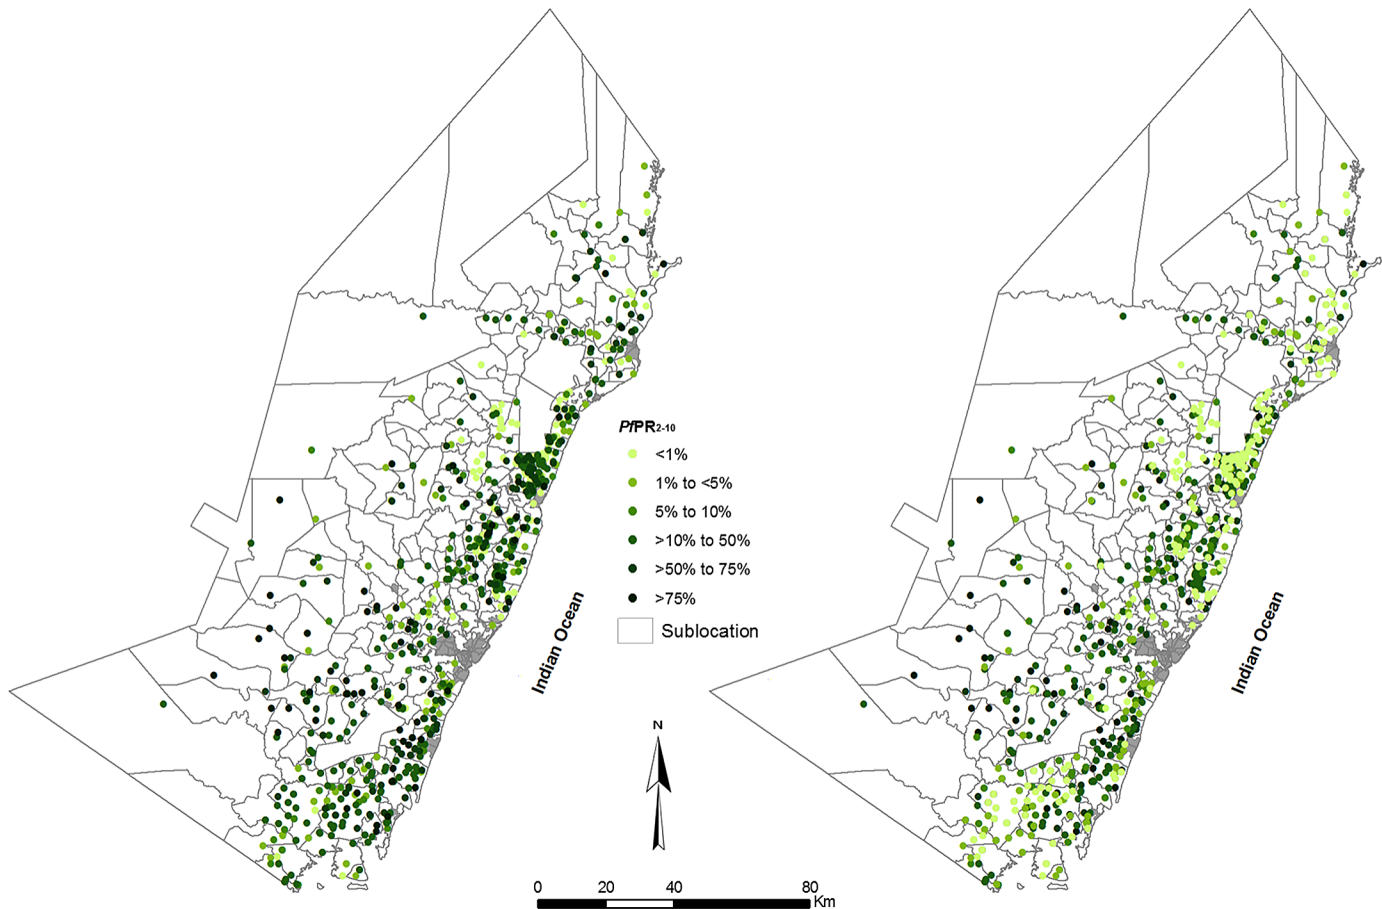 PfPR2-10
<1%
1% to <5%
5% to 10%
>10% to 50%
>50% to 75%
>75%
Sublocation
Indian Ocean
Indian Ocean
N
0 20 40 80
Km